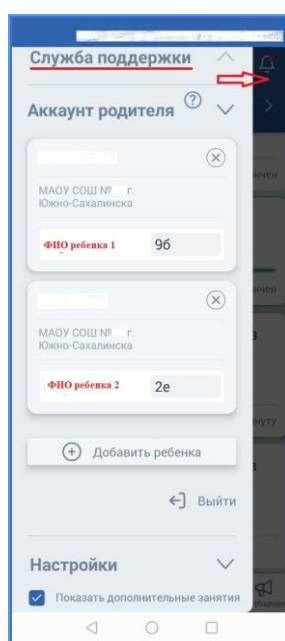 Служба поддержки
Аккаунт родителя ?
МАОУ СОШ № г.
Южно-Сахалинска
ФИО ребенка 1 9б
МАОУ СОШ № г.
Южно-Сахалинска
ФИО ребенка 2 2е
Добавить ребенка
Выйти
Настройки
Показать дополнительные занятия